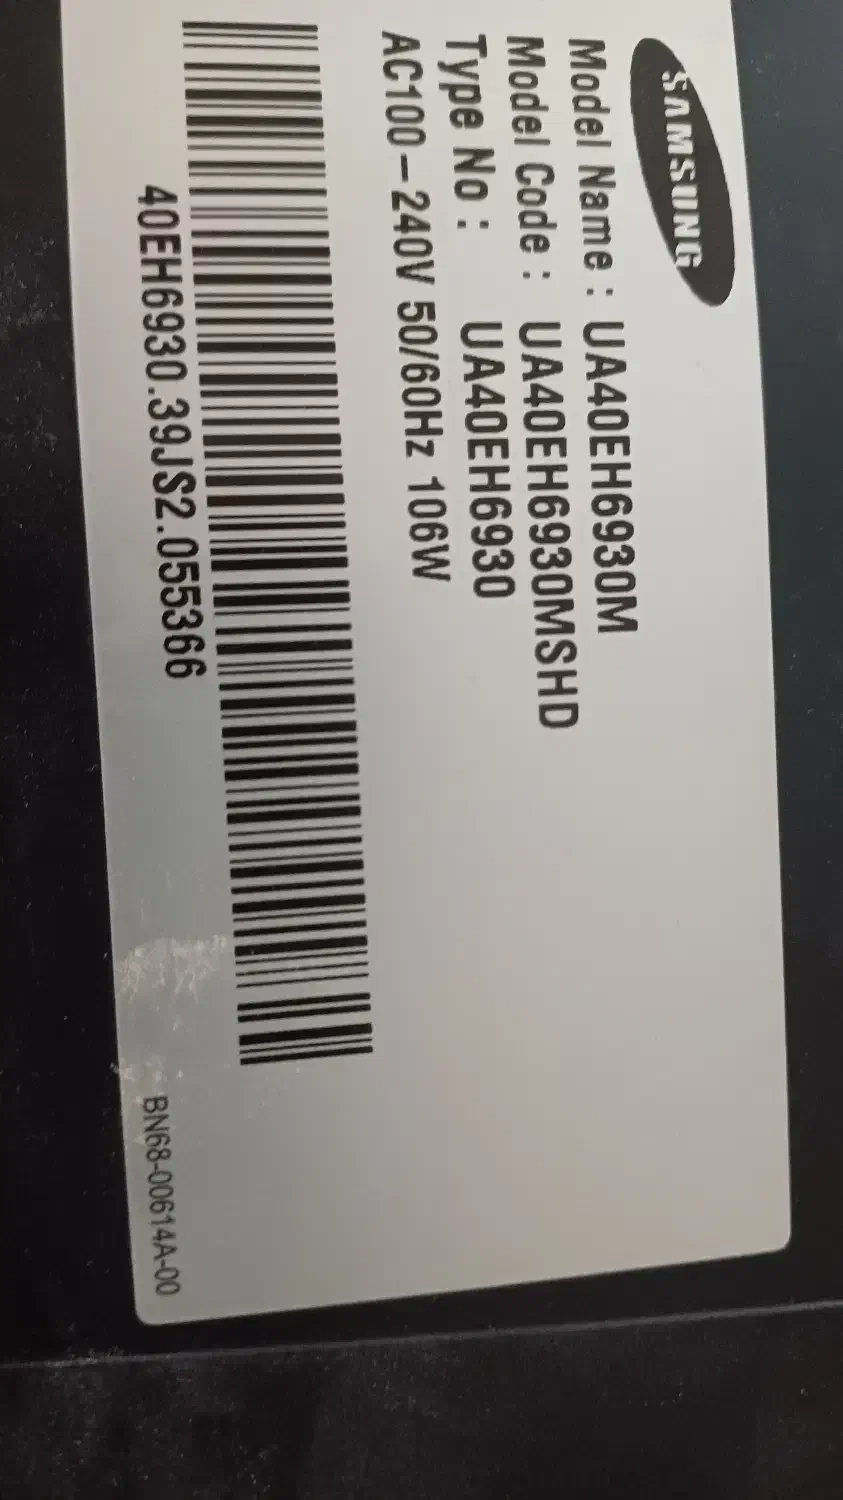 SAMSUNG
Model Name : UA40EH6930M
Model Code : UA40EH6930MSHD
Type No : UA40EH6930
AC100-240V 50/60Hz 106W
40EH6930.39JS2.055366
BN68-00614A-00